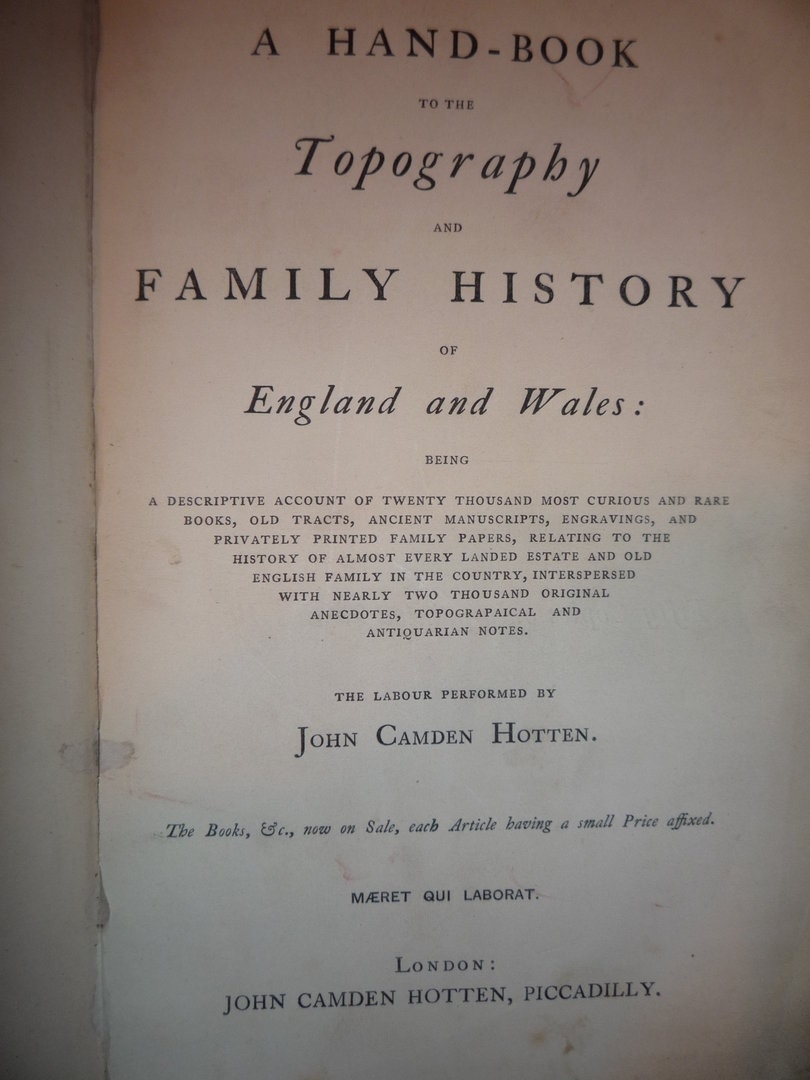 A HAND-BOOK
TO THE
Topography
AND
FAMILY HISTORY
OF
England and Wales:
BEING
A DESCRIPTIVE ACCOUNT OF TWENTY THOUSAND MOST CURIOUS AND RARE
BOOKS, OLD TRACTS, ANCIENT MANUSCRIPTS, ENGRAVINGS, AND
PRIVATELY PRINTED FAMILY PAPERS, RELATING TO THE
HISTORY OF ALMOST EVERY LANDED ESTATE AND OLD
ENGLISH FAMILY IN THE COUNTRY, INTERSPERSED
WITH NEARLY TWO THOUSAND ORIGINAL
ANECDOTES, TOPOGRAPAICAL AND
ANTIQUARIAN NOTES.
THE LABOUR PERFORMED BY
JOHN CAMDEN HOTTEN.
The Books, &c., now on Sale, each Article having a small Price affixed.
MÆRET QUI LABORAT.
LONDON:
JOHN CAMDEN HOTTEN, PICCADILLY.